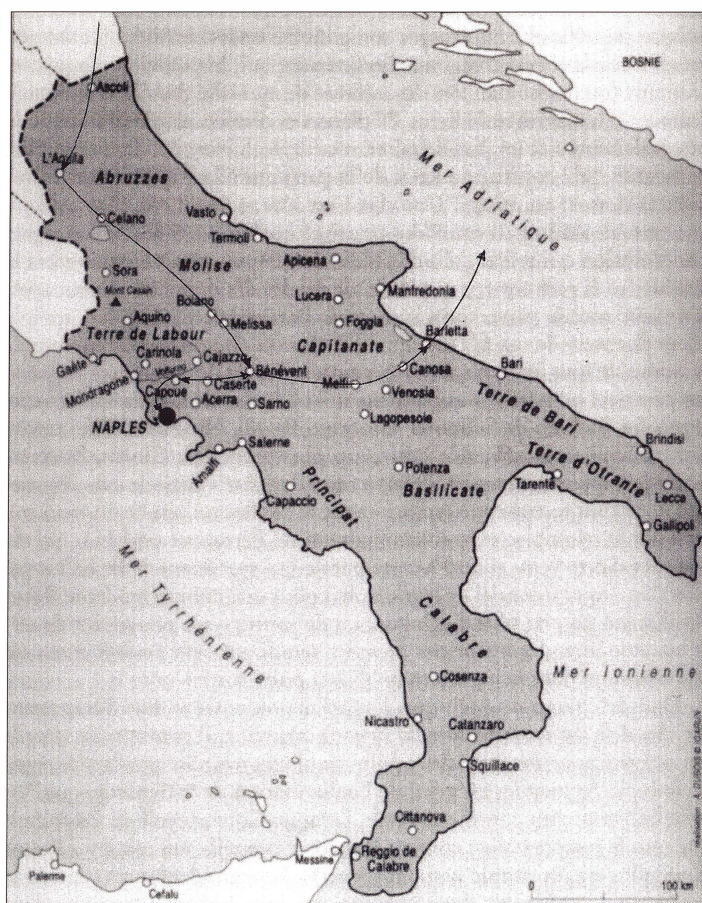 BOSNIE
Ascoli
L'Aquila
Abruzzes
Mer Adriatique
Celano
Vasto
Termoli
Apicena
Sora
Molise
Mont Cassin
Lucera
Manfredonia
Boiano
Aquino
Melissa
Foggia
Terre de Labour
Capitanate
Barletta
Gaète
Carinola
Cajazzo
Bénévent
Canosa
Bari
Mondragone
Volturno
Capoue
Caserte
Melfi
Venosia
Acerra
Sarno
Lagopesole
Terre de Bari
NAPLES
Salerne
Brindisi
Amalfi
Terre d'Otrante
Potenza
Tarente
Lecce
Capaccio
Principat
Basilicate
Gallipoli
Mer Tyrrhénienne
Calabre
Cosenza
Mer Ionienne
Nicastro
Catanzaro
Squillace
Cittanova
Messine
Reggio de
Calabre
Palerme
Cefalu
0
100 km